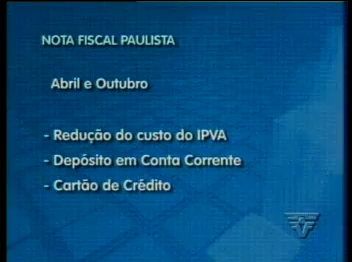 NOTA FISCAL PAULISTA
Abril e Outubro
- Redução do custo do IPVA
- Depósito em Conta Corrente
- Cartão de Crédito